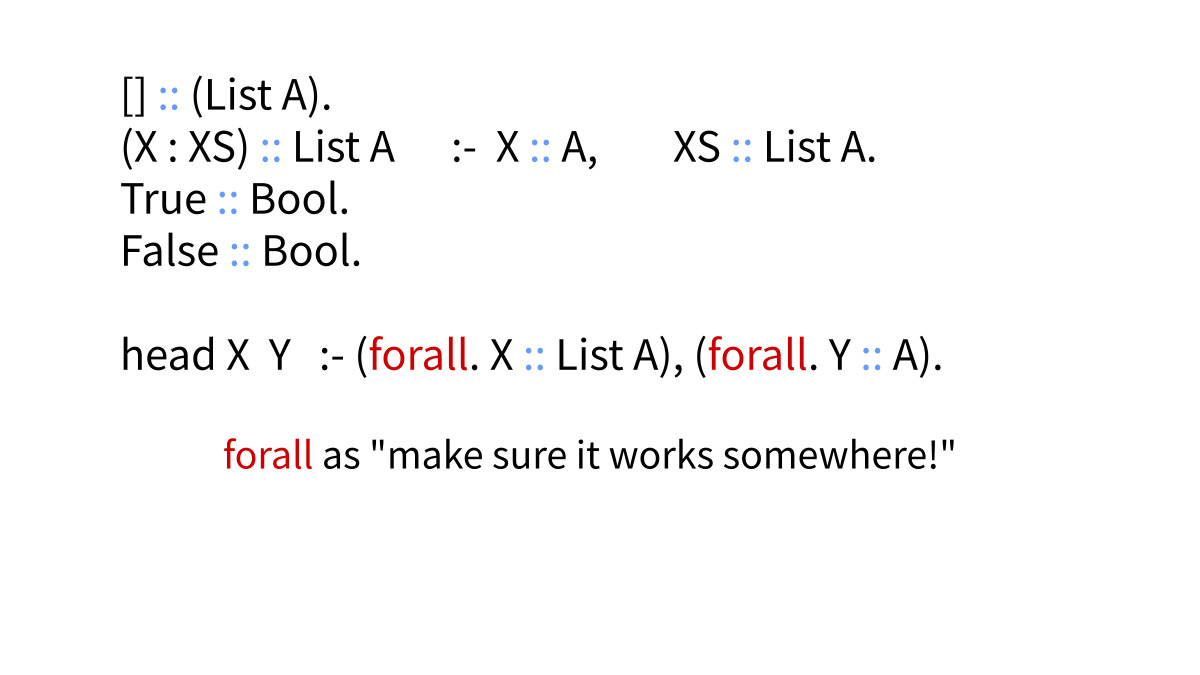 [] :: (List A).
(X : XS) :: List A :- X :: A, XS :: List A.
True :: Bool.
False :: Bool.
head X Y :- (forall. X :: List A), (forall. Y :: A).
forall as "make sure it works somewhere!"